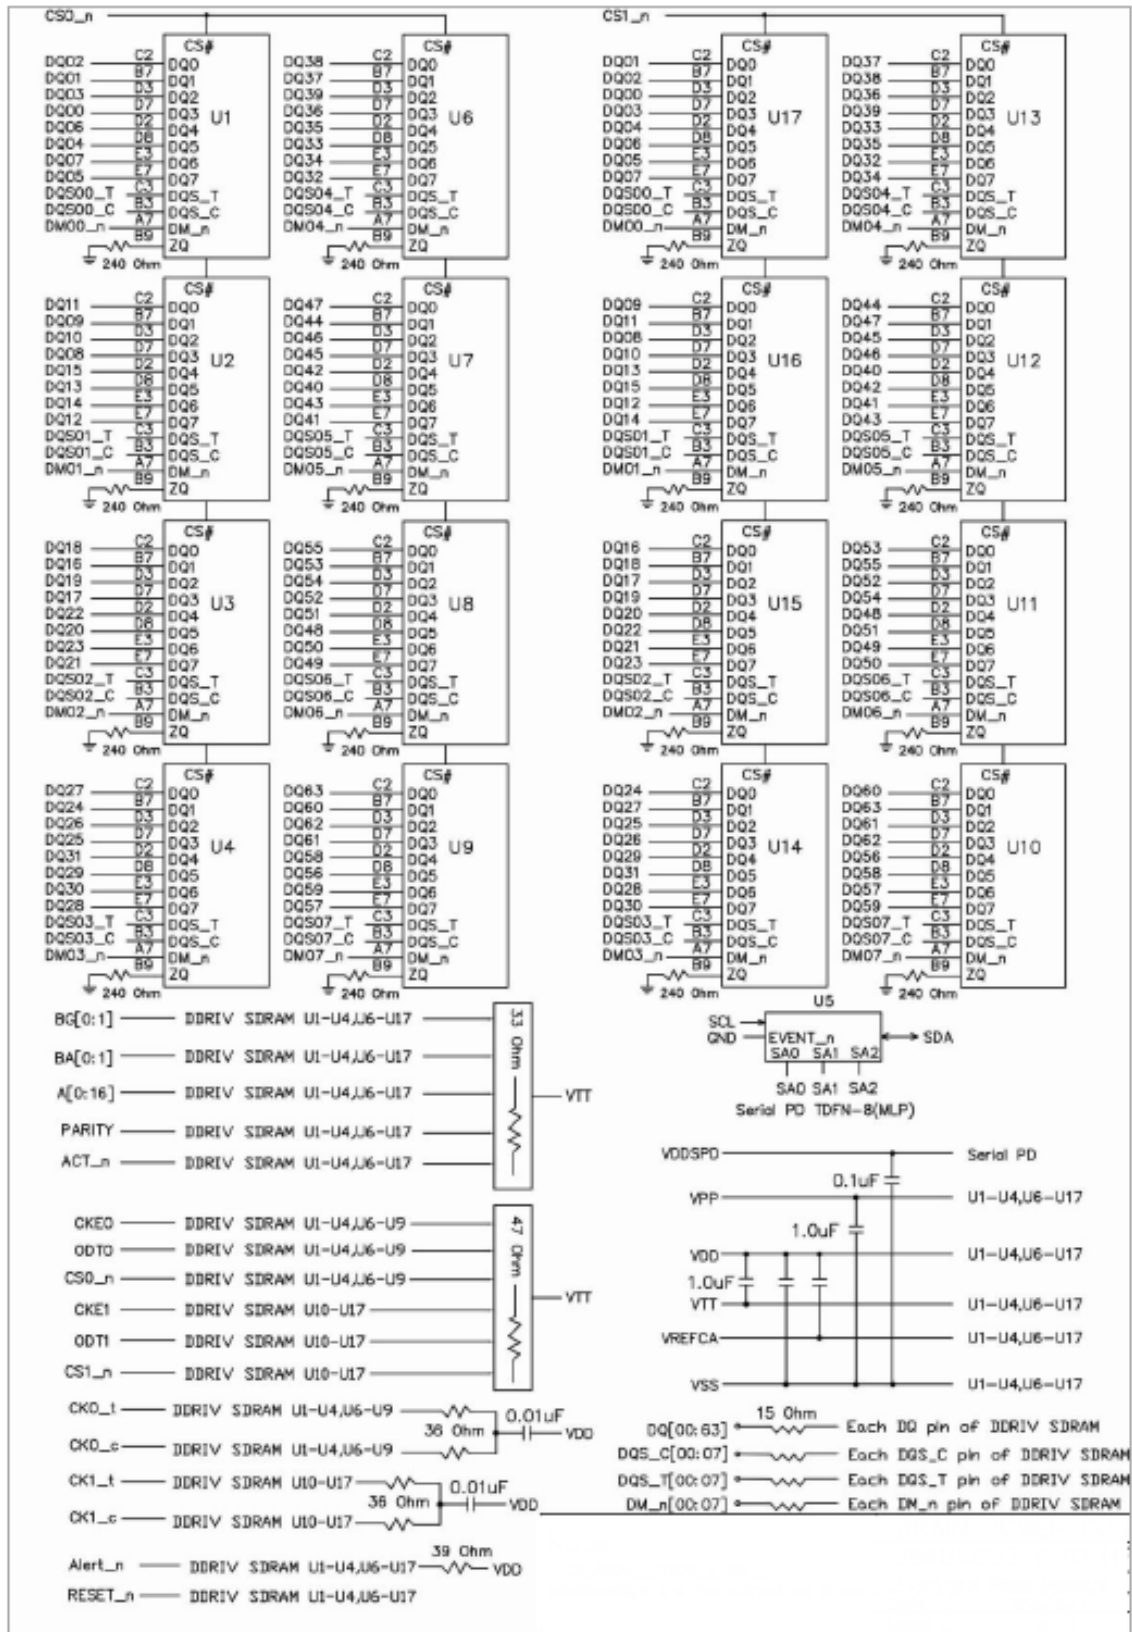 CS0_n
CS#
DQ02 C2 DQ0
DQ01 B7 DQ1
DQ03 D3 DQ2
DQ00 D7 DQ3 U1
DQ06 D2 DQ4
DQ04 D8 DQ5
DQ07 E3 DQ6
DQ05 E7 DQ7
DQS00_T C3 DQS_T
DQS00_C B3 DQS_C
DM00_n A7 DM_n
B9 ZQ
240 Ohm
CS#
DQ38 C2 DQ0
DQ37 B7 DQ1
DQ39 D3 DQ2
DQ36 D7 DQ3 U6
DQ35 D2 DQ4
DQ33 D8 DQ5
DQ34 E3 DQ6
DQ32 E7 DQ7
DQS04_T C3 DQS_T
DQS04_C B3 DQS_C
DM04_n A7 DM_n
B9 ZQ
240 Ohm
CS#
DQ11 C2 DQ0
DQ09 B7 DQ1
DQ10 D3 DQ2
DQ08 D7 DQ3 U2
DQ15 D2 DQ4
DQ13 D8 DQ5
DQ14 E3 DQ6
DQ12 E7 DQ7
DQS01_T C3 DQS_T
DQS01_C B3 DQS_C
DM01_n A7 DM_n
B9 ZQ
240 Ohm
CS#
DQ47 C2 DQ0
DQ44 B7 DQ1
DQ46 D3 DQ2
DQ45 D7 DQ3 U7
DQ42 D2 DQ4
DQ40 D8 DQ5
DQ43 E3 DQ6
DQ41 E7 DQ7
DQS05_T C3 DQS_T
DQS05_C B3 DQS_C
DM05_n A7 DM_n
B9 ZQ
240 Ohm
CS#
DQ18 C2 DQ0
DQ16 B7 DQ1
DQ19 D3 DQ2
DQ17 D7 DQ3 U3
DQ22 D2 DQ4
DQ20 D8 DQ5
DQ23 E3 DQ6
DQ21 E7 DQ7
DQS02_T C3 DQS_T
DQS02_C B3 DQS_C
DM02_n A7 DM_n
B9 ZQ
240 Ohm
CS#
DQ55 C2 DQ0
DQ53 B7 DQ1
DQ54 D3 DQ2
DQ52 D7 DQ3 U8
DQ51 D2 DQ4
DQ48 D8 DQ5
DQ50 E3 DQ6
DQ49 E7 DQ7
DQS06_T C3 DQS_T
DQS06_C B3 DQS_C
DM06_n A7 DM_n
B9 ZQ
240 Ohm
CS#
DQ27 C2 DQ0
DQ24 B7 DQ1
DQ26 D3 DQ2
DQ25 D7 DQ3 U4
DQ31 D2 DQ4
DQ29 D8 DQ5
DQ30 E3 DQ6
DQ28 E7 DQ7
DQS03_T C3 DQS_T
DQS03_C B3 DQS_C
DM03_n A7 DM_n
B9 ZQ
240 Ohm
CS#
DQ63 C2 DQ0
DQ60 B7 DQ1
DQ62 D3 DQ2
DQ61 D7 DQ3 U9
DQ58 D2 DQ4
DQ56 D8 DQ5
DQ59 E3 DQ6
DQ57 E7 DQ7
DQS07_T C3 DQS_T
DQS07_C B3 DQS_C
DM07_n A7 DM_n
B9 ZQ
240 Ohm
CS1_n
CS#
DQ01 C2 DQ0
DQ02 B7 DQ1
DQ00 D3 DQ2
DQ03 D7 DQ3 U17
DQ04 D2 DQ4
DQ06 D8 DQ5
DQ05 E3 DQ6
DQ07 E7 DQ7
DQS00_T C3 DQS_T
DQS00_C B3 DQS_C
DM00_n A7 DM_n
B9 ZQ
240 Ohm
CS#
DQ37 C2 DQ0
DQ38 B7 DQ1
DQ36 D3 DQ2
DQ39 D7 DQ3 U13
DQ33 D2 DQ4
DQ35 D8 DQ5
DQ32 E3 DQ6
DQ34 E7 DQ7
DQS04_T C3 DQS_T
DQS04_C B3 DQS_C
DM04_n A7 DM_n
B9 ZQ
240 Ohm
CS#
DQ09 C2 DQ0
DQ11 B7 DQ1
DQ08 D3 DQ2
DQ10 D7 DQ3 U16
DQ13 D2 DQ4
DQ15 D8 DQ5
DQ12 E3 DQ6
DQ14 E7 DQ7
DQS01_T C3 DQS_T
DQS01_C B3 DQS_C
DM01_n A7 DM_n
B9 ZQ
240 Ohm
CS#
DQ44 C2 DQ0
DQ47 B7 DQ1
DQ45 D3 DQ2
DQ46 D7 DQ3 U12
DQ40 D2 DQ4
DQ42 D8 DQ5
DQ41 E3 DQ6
DQ43 E7 DQ7
DQS05_T C3 DQS_T
DQS05_C B3 DQS_C
DM05_n A7 DM_n
B9 ZQ
240 Ohm
CS#
DQ16 C2 DQ0
DQ18 B7 DQ1
DQ17 D3 DQ2
DQ19 D7 DQ3 U15
DQ20 D2 DQ4
DQ22 D8 DQ5
DQ21 E3 DQ6
DQ23 E7 DQ7
DQS02_T C3 DQS_T
DQS02_C B3 DQS_C
DM02_n A7 DM_n
B9 ZQ
240 Ohm
CS#
DQ53 C2 DQ0
DQ55 B7 DQ1
DQ52 D3 DQ2
DQ54 D7 DQ3 U11
DQ48 D2 DQ4
DQ51 D8 DQ5
DQ49 E3 DQ6
DQ50 E7 DQ7
DQS06_T C3 DQS_T
DQS06_C B3 DQS_C
DM06_n A7 DM_n
B9 ZQ
240 Ohm
CS#
DQ24 C2 DQ0
DQ27 B7 DQ1
DQ25 D3 DQ2
DQ26 D7 DQ3 U14
DQ29 D2 DQ4
DQ31 D8 DQ5
DQ28 E3 DQ6
DQ30 E7 DQ7
DQS03_T C3 DQS_T
DQS03_C B3 DQS_C
DM03_n A7 DM_n
B9 ZQ
240 Ohm
CS#
DQ60 C2 DQ0
DQ63 B7 DQ1
DQ61 D3 DQ2
DQ62 D7 DQ3 U10
DQ56 D2 DQ4
DQ58 D8 DQ5
DQ57 E3 DQ6
DQ59 E7 DQ7
DQS07_T C3 DQS_T
DQS07_C B3 DQS_C
DM07_n A7 DM_n
B9 ZQ
240 Ohm
BG[0:1] DDRIV SDRAM U1-U4,U6-U17
BA[0:1] DDRIV SDRAM U1-U4,U6-U17
A[0:16] DDRIV SDRAM U1-U4,U6-U17
PARITY DDRIV SDRAM U1-U4,U6-U17
ACT_n DDRIV SDRAM U1-U4,U6-U17
33 Ohm
VTT
CKE0 DDRIV SDRAM U1-U4,U6-U9
ODT0 DDRIV SDRAM U1-U4,U6-U9
CS0_n DDRIV SDRAM U1-U4,U6-U9
CKE1 DDRIV SDRAM U10-U17
ODT1 DDRIV SDRAM U10-U17
CS1_n DDRIV SDRAM U10-U17
47 Ohm
VTT
CK0_t DDRIV SDRAM U1-U4,U6-U9
36 Ohm 0.01uF VDD
CK0_c DDRIV SDRAM U1-U4,U6-U9
CK1_t DDRIV SDRAM U10-U17
36 Ohm 0.01uF VDD
CK1_c DDRIV SDRAM U10-U17
39 Ohm
Alert_n DDRIV SDRAM U1-U4,U6-U17 VDD
RESET_n DDRIV SDRAM U1-U4,U6-U17
U5
SCL
GND EVENT_n SDA
SA0 SA1 SA2
SA0 SA1 SA2
Serial PD TDFN-8(MLP)
VDDSPD Serial PD
0.1uF
VPP U1-U4,U6-U17
1.0uF
VDD U1-U4,U6-U17
1.0uF
VTT U1-U4,U6-U17
VREFCA U1-U4,U6-U17
VSS U1-U4,U6-U17
15 Ohm
DQ[00:63] Each DQ pin of DDRIV SDRAM
DQS_C[00:07] Each DQS_C pin of DDRIV SDRAM
DQS_T[00:07] Each DQS_T pin of DDRIV SDRAM
DM_n[00:07] Each DM_n pin of DDRIV SDRAM